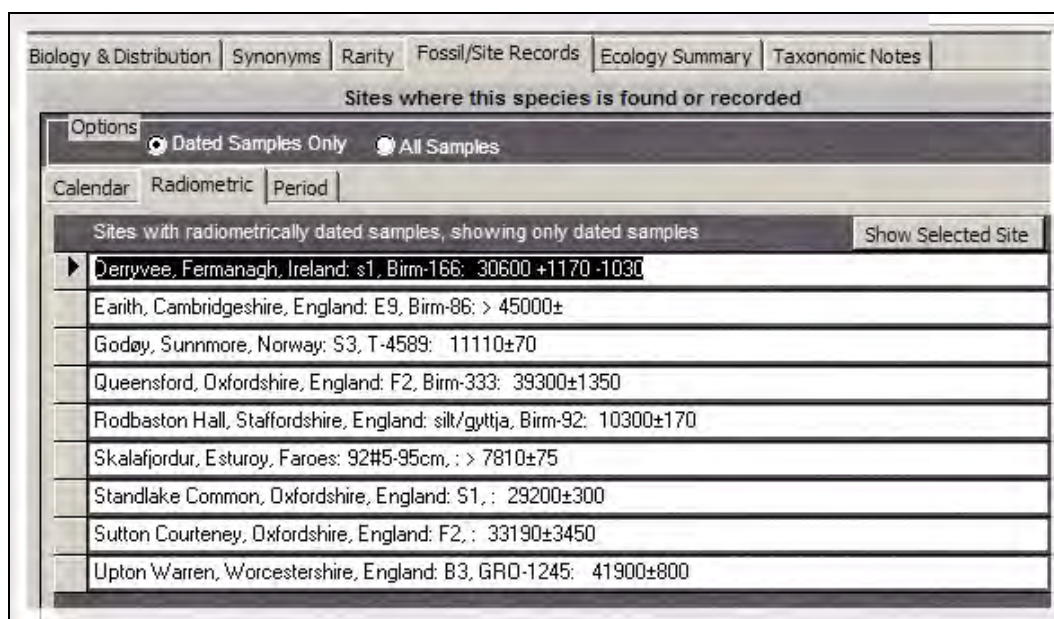 Biology & Distribution Synonyms Rarity Fossil/Site Records Ecology Summary Taxonomic Notes
Sites where this species is found or recorded
Options
Dated Samples Only All Samples
Calendar Radiometric Period
Sites with radiometrically dated samples, showing only dated samples Show Selected Site
Derryvee, Fermanagh, Ireland: s1, Birm-166: 30600 +1170 -1030
Earith, Cambridgeshire, England: E9, Birm-86: > 45000±
Godøy, Sunnmore, Norway: S3, T-4589: 11110±70
Queensford, Oxfordshire, England: F2, Birm-333: 39300±1350
Rodbaston Hall, Staffordshire, England: silt/gyttja, Birm-92: 10300±170
Skalafjordur, Esturoy, Faroes: 92#5-95cm, : > 7810±75
Standlake Common, Oxfordshire, England: S1, : 29200±300
Sutton Courteney, Oxfordshire, England: F2, : 33190±3450
Upton Warren, Worcestershire, England: B3, GRO-1245: 41900±800